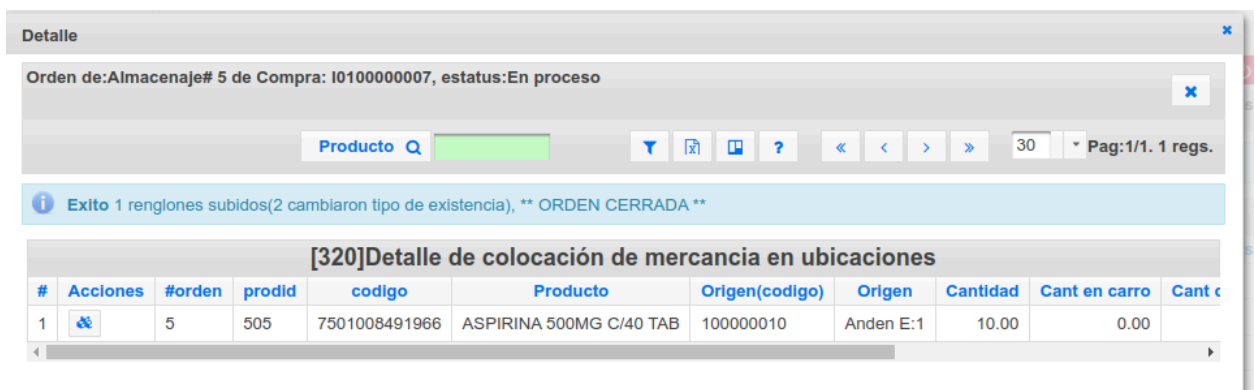 Detalle
Orden de:Almacenaje# 5 de Compra: I0100000007, estatus:En proceso
Producto ? « ‹ › » 30 Pag:1/1. 1 regs.
Exito 1 renglones subidos(2 cambiaron tipo de existencia), ** ORDEN CERRADA **
[320]Detalle de colocación de mercancia en ubicaciones
# Acciones #orden prodid codigo Producto Origen(codigo) Origen Cantidad Cant en carro Cant
1 5 505 7501008491966 ASPIRINA 500MG C/40 TAB 100000010 Anden E:1 10.00 0.00